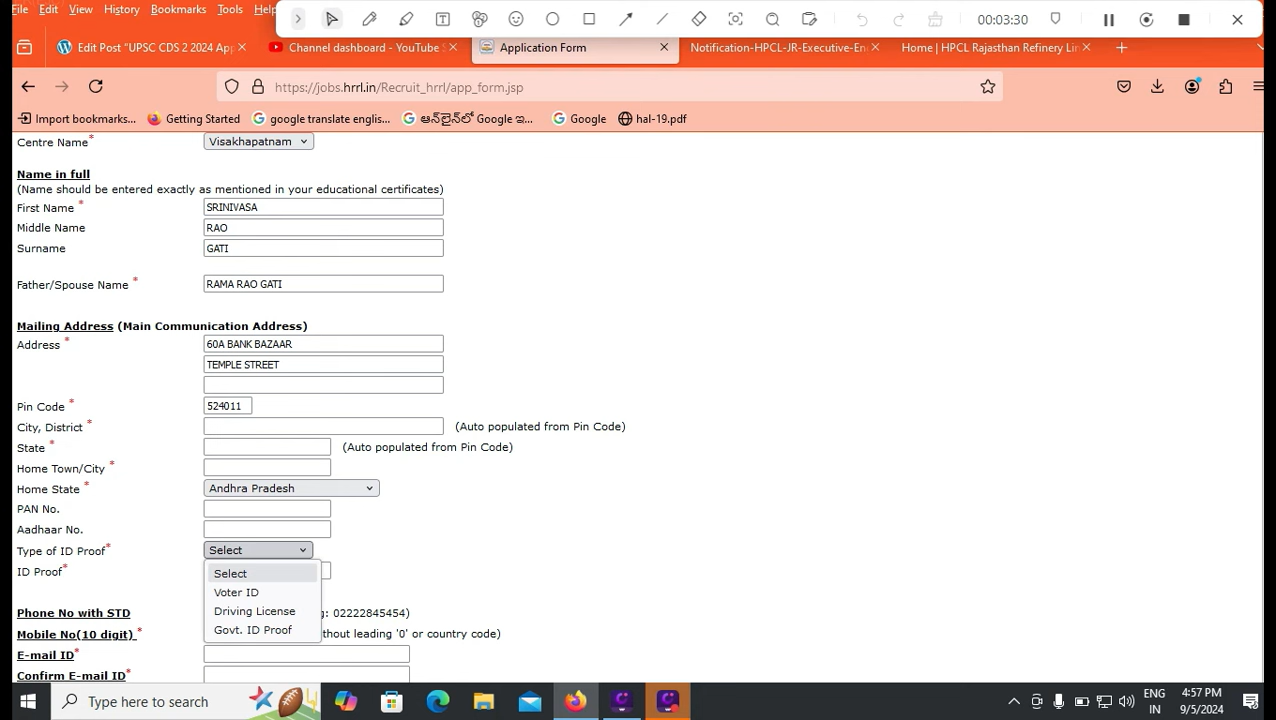 File Edit View History Bookmarks Tools Help
00:03:30
Edit Post “UPSC CDS 2 2024 App Channel dashboard - YouTube S Application Form Notification-HPCL-JR-Executive-En Home | HPCL Rajasthan Refinery Lin
https://jobs.hrrl.in/Recruit_hrrl/app_form.jsp
Import bookmarks... Getting Started google translate englis... ఆన్‌లైన్‌లో Google ఇ... Google hal-19.pdf
Centre Name* Visakhapatnam
Name in full
(Name should be entered exactly as mentioned in your educational certificates)
First Name * SRINIVASA
Middle Name RAO
Surname GATI
Father/Spouse Name * RAMA RAO GATI
Mailing Address (Main Communication Address)
Address * 60A BANK BAZAAR
TEMPLE STREET
Pin Code * 524011
City, District * (Auto populated from Pin Code)
State * (Auto populated from Pin Code)
Home Town/City *
Home State * Andhra Pradesh
PAN No.
Aadhaar No.
Type of ID Proof* Select
ID Proof* Select
Voter ID
Driving License
Govt. ID Proof
Phone No with STD g: 02222845454)
Mobile No(10 digit) * thout leading '0' or country code)
E-mail ID*
Confirm E-mail ID*
Type here to search
ENG 4:57 PM
IN 9/5/2024